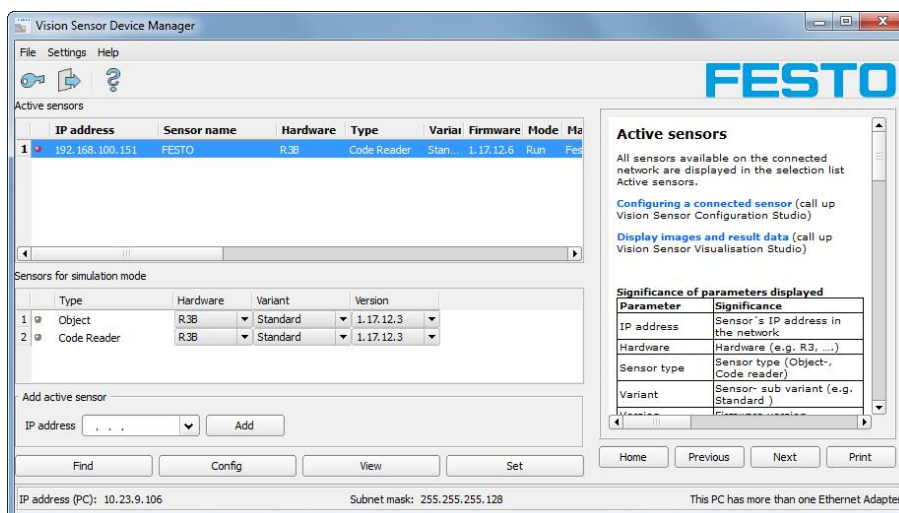 Vision Sensor Device Manager
File Settings Help
FESTO
Active sensors
IP address Sensor name Hardware Type Varian Firmware Mode Ma
1 192.168.100.151 FESTO R3B Code Reader Stan... 1.17.12.6 Run Fes
Sensors for simulation mode
Type Hardware Variant Version
1 Object R3B Standard 1.17.12.3
2 Code Reader R3B Standard 1.17.12.3
Add active sensor
IP address . . . Add
Find Config View Set
Active sensors
All sensors available on the connected
network are displayed in the selection list
Active sensors.
Configuring a connected sensor (call up
Vision Sensor Configuration Studio)
Display images and result data (call up
Vision Sensor Visualisation Studio)
Significance of parameters displayed
Parameter Significance
IP address Sensor´s IP address in
the network
Hardware Hardware (e.g. R3, ....)
Sensor type Sensor type (Object-,
Code reader)
Variant Sensor- sub variant (e.g.
Standard )
Version Firmware version
Home Previous Next Print
IP address (PC): 10.23.9.106 Subnet mask: 255.255.255.128 This PC has more than one Ethernet Adapte